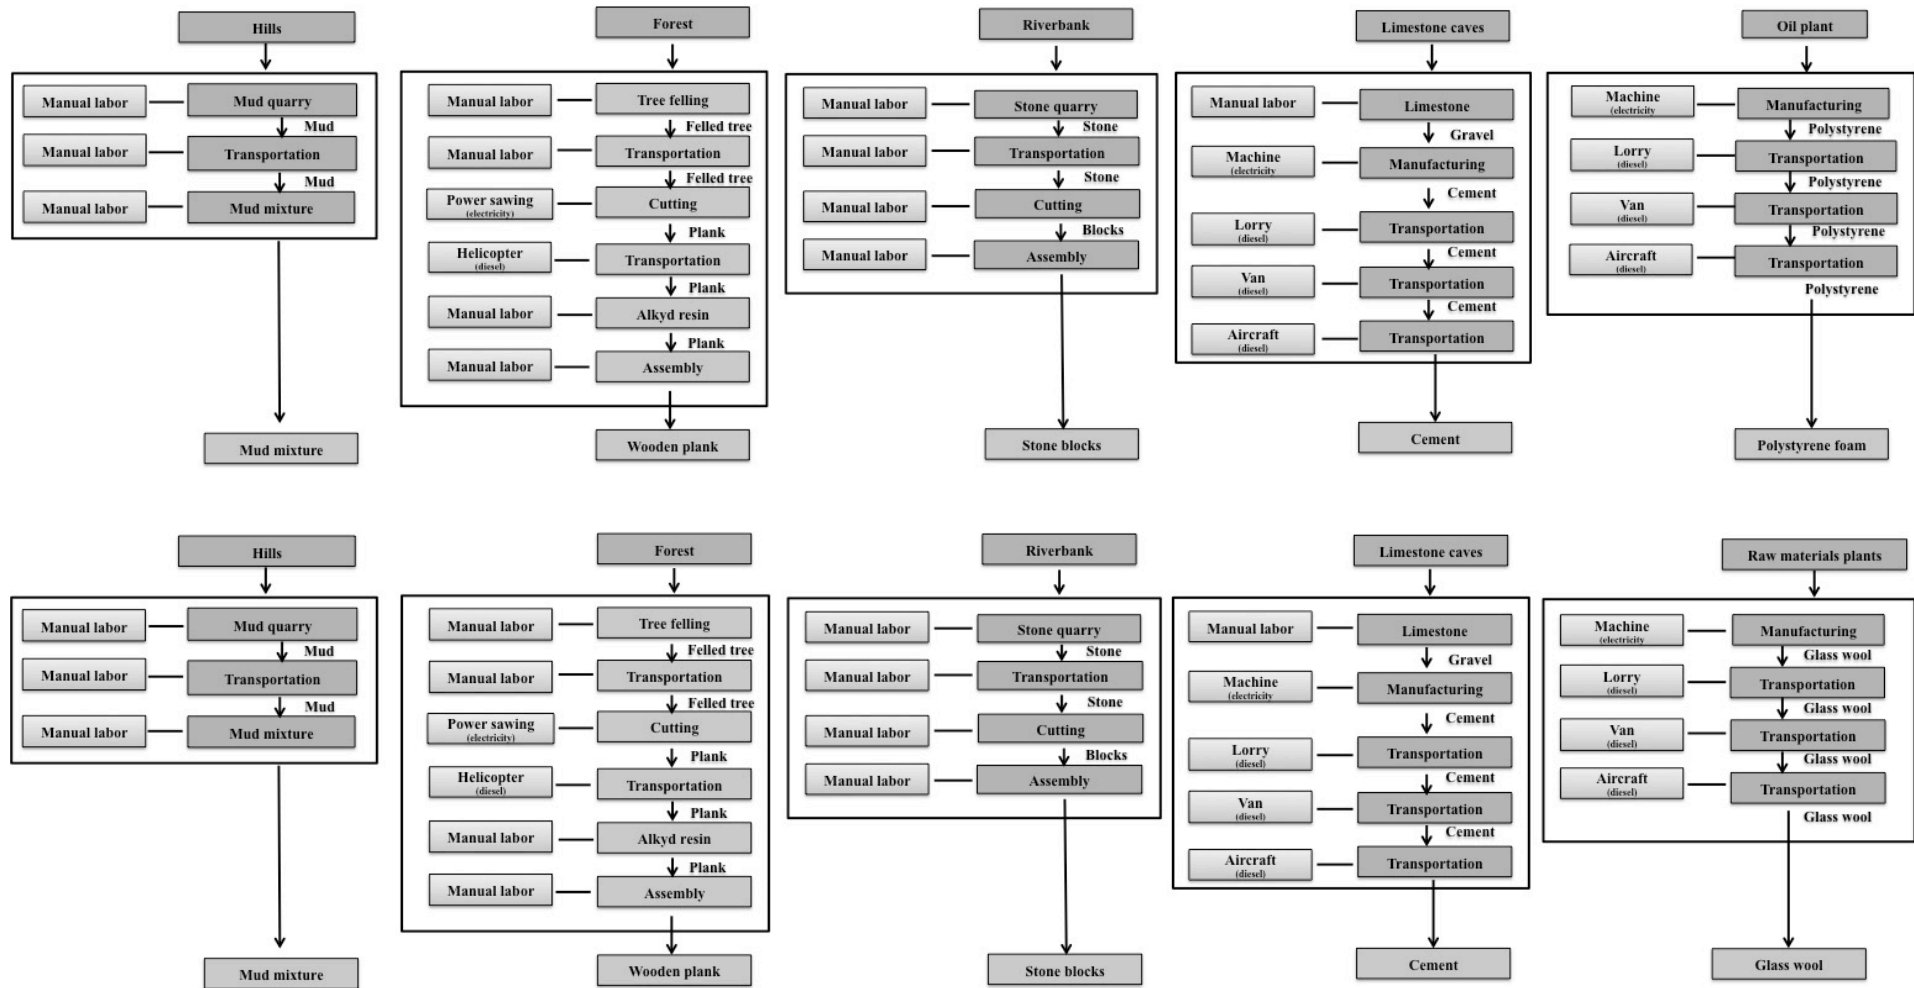 Hills
Manual labor
Mud quarry
Mud
Manual labor
Transportation
Mud
Manual labor
Mud mixture
Mud mixture
Forest
Manual labor
Tree felling
Felled tree
Manual labor
Transportation
Felled tree
Power sawing
(electricity)
Cutting
Plank
Helicopter
(diesel)
Transportation
Plank
Manual labor
Alkyd resin
Plank
Manual labor
Assembly
Wooden plank
Riverbank
Manual labor
Stone quarry
Stone
Manual labor
Transportation
Stone
Manual labor
Cutting
Blocks
Manual labor
Assembly
Stone blocks
Limestone caves
Manual labor
Limestone
Gravel
Machine
(electricity
Manufacturing
Cement
Lorry
(diesel)
Transportation
Cement
Van
(diesel)
Transportation
Cement
Aircraft
(diesel)
Transportation
Cement
Oil plant
Machine
(electricity
Manufacturing
Polystyrene
Lorry
(diesel)
Transportation
Polystyrene
Van
(diesel)
Transportation
Polystyrene
Aircraft
(diesel)
Transportation
Polystyrene
Polystyrene foam
Hills
Manual labor
Mud quarry
Mud
Manual labor
Transportation
Mud
Manual labor
Mud mixture
Mud mixture
Forest
Manual labor
Tree felling
Felled tree
Manual labor
Transportation
Felled tree
Power sawing
(electricity)
Cutting
Plank
Helicopter
(diesel)
Transportation
Plank
Manual labor
Alkyd resin
Plank
Manual labor
Assembly
Wooden plank
Riverbank
Manual labor
Stone quarry
Stone
Manual labor
Transportation
Stone
Manual labor
Cutting
Blocks
Manual labor
Assembly
Stone blocks
Limestone caves
Manual labor
Limestone
Gravel
Machine
(electricity
Manufacturing
Cement
Lorry
(diesel)
Transportation
Cement
Van
(diesel)
Transportation
Cement
Aircraft
(diesel)
Transportation
Cement
Raw materials plants
Machine
(electricity
Manufacturing
Glass wool
Lorry
(diesel)
Transportation
Glass wool
Van
(diesel)
Transportation
Glass wool
Aircraft
(diesel)
Transportation
Glass wool
Glass wool